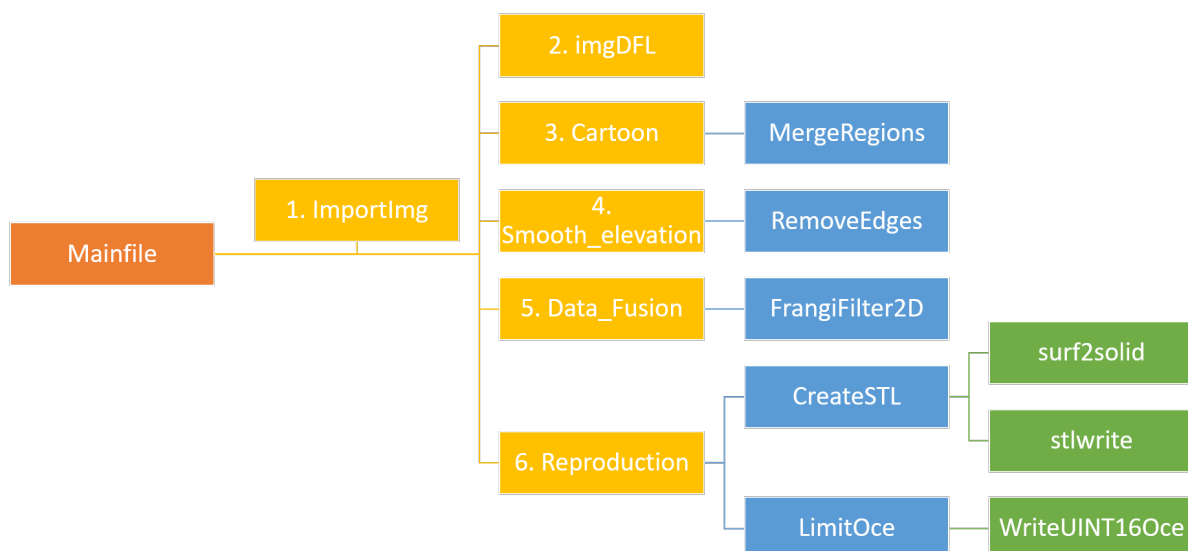 Mainfile
1. ImportImg
2. imgDFL
3. Cartoon
MergeRegions
4.
Smooth_elevation
RemoveEdges
5. Data_Fusion
FrangiFilter2D
6. Reproduction
CreateSTL
surf2solid
stlwrite
LimitOce
WriteUINT16Oce